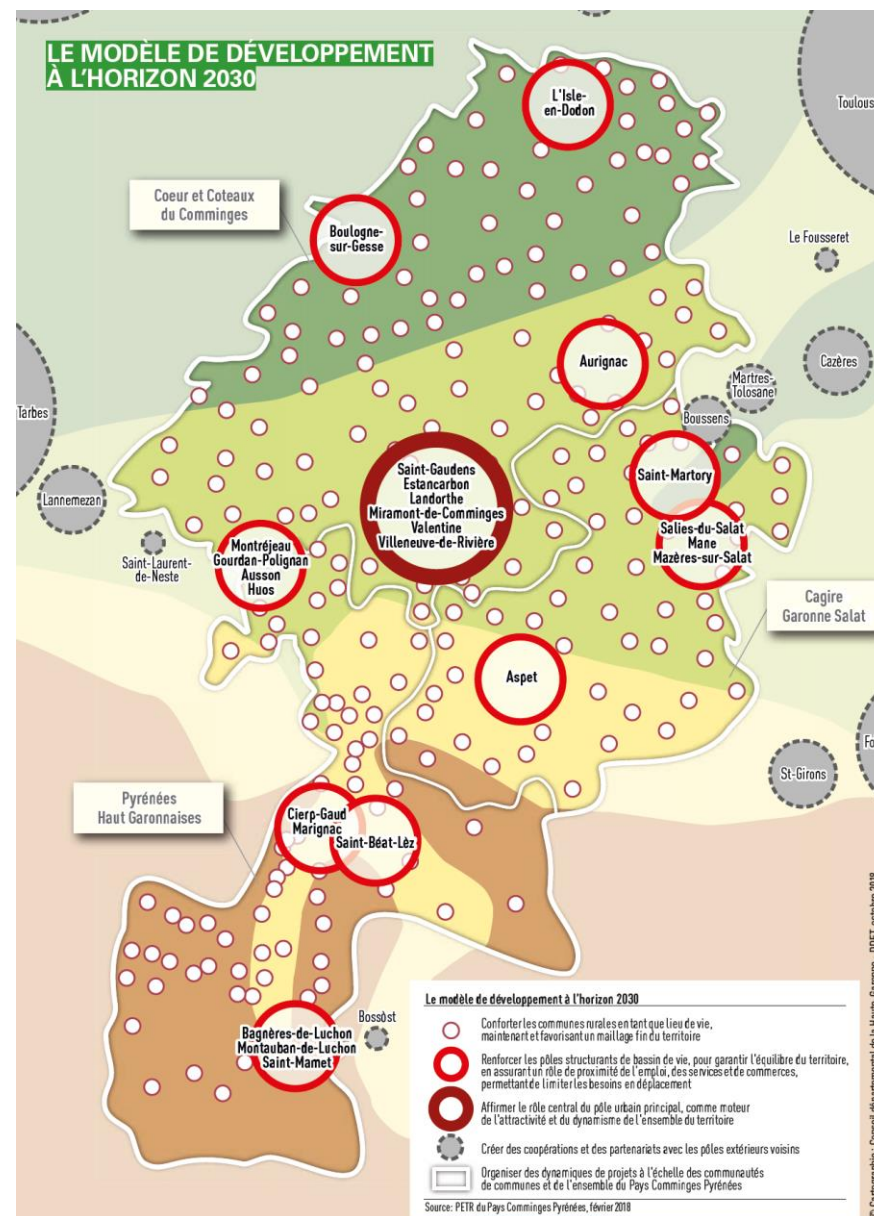 LE MODÈLE DE DÉVELOPPEMENT
À L'HORIZON 2030
L'Isle-
en-Dodon
Coeur et Coteaux
du Comminges
Boulogne-
sur-Gesse
Le Fousseret
Aurignac
Cazères
Martres-
Tolosane
Boussens
Tarbes
Lannemezan
Saint-Gaudens
Estancarbon
Landorthe
Miramont-de-Comminges
Valentine
Villeneuve-de-Rivière
Saint-Martory
Salies-du-Salat
Mane
Mazères-sur-Salat
Saint-Laurent-
de-Neste
Montréjeau
Gourdan-Polignan
Ausson
Huos
Cagire
Garonne Salat
Aspet
St-Girons
Pyrénées
Haut Garonnaises
Cierp-Gaud
Marignac
Saint-Béat-Lèz
Bossòst
Bagnères-de-Luchon
Montauban-de-Luchon
Saint-Mamet
Le modèle de développement à l'horizon 2030
Conforter les communes rurales en tant que lieu de vie,
maintenant et favorisant un maillage fin du territoire
Renforcer les pôles structurants de bassin de vie, pour garantir l'équilibre du territoire,
en assurant un rôle de proximité de l'emploi, des services et de commerces,
permettant de limiter les besoins en déplacement
Affirmer le rôle central du pôle urbain principal, comme moteur
de l'attractivité et du dynamisme de l'ensemble du territoire
Créer des coopérations et des partenariats avec les pôles extérieurs voisins
Organiser des dynamiques de projets à l'échelle des communautés
de communes et de l'ensemble du Pays Comminges Pyrénées
Source: PETR du Pays Comminges Pyrénées, février 2018